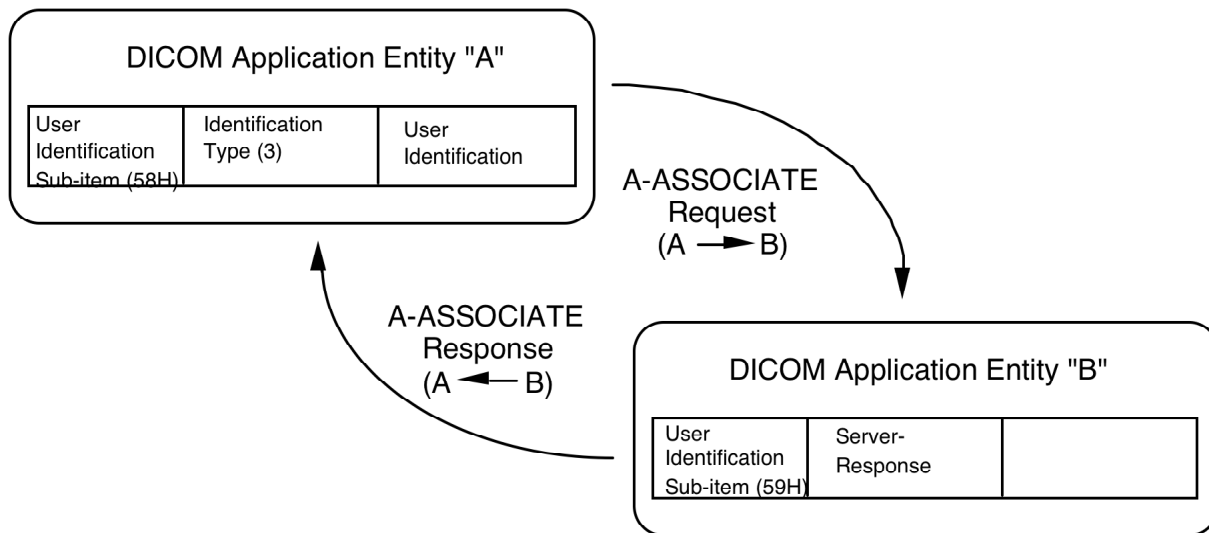 DICOM Application Entity "A"
User
Identification
Sub-item (58H)
Identification
Type (3)
User
Identification
A-ASSOCIATE
Request
(A B)
A-ASSOCIATE
Response
(A B)
DICOM Application Entity "B"
User
Identification
Sub-item (59H)
Server-
Response